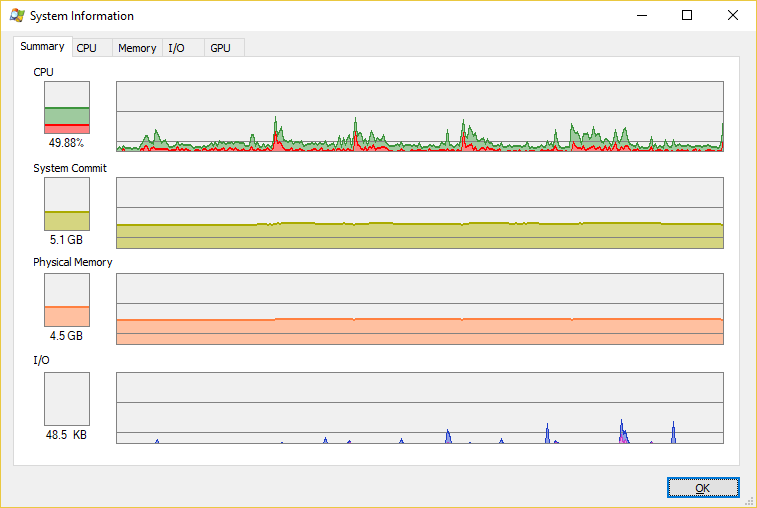 System Information
Summary CPU Memory I/O GPU
CPU
49.88%
System Commit
5.1 GB
Physical Memory
4.5 GB
I/O
48.5 KB
OK